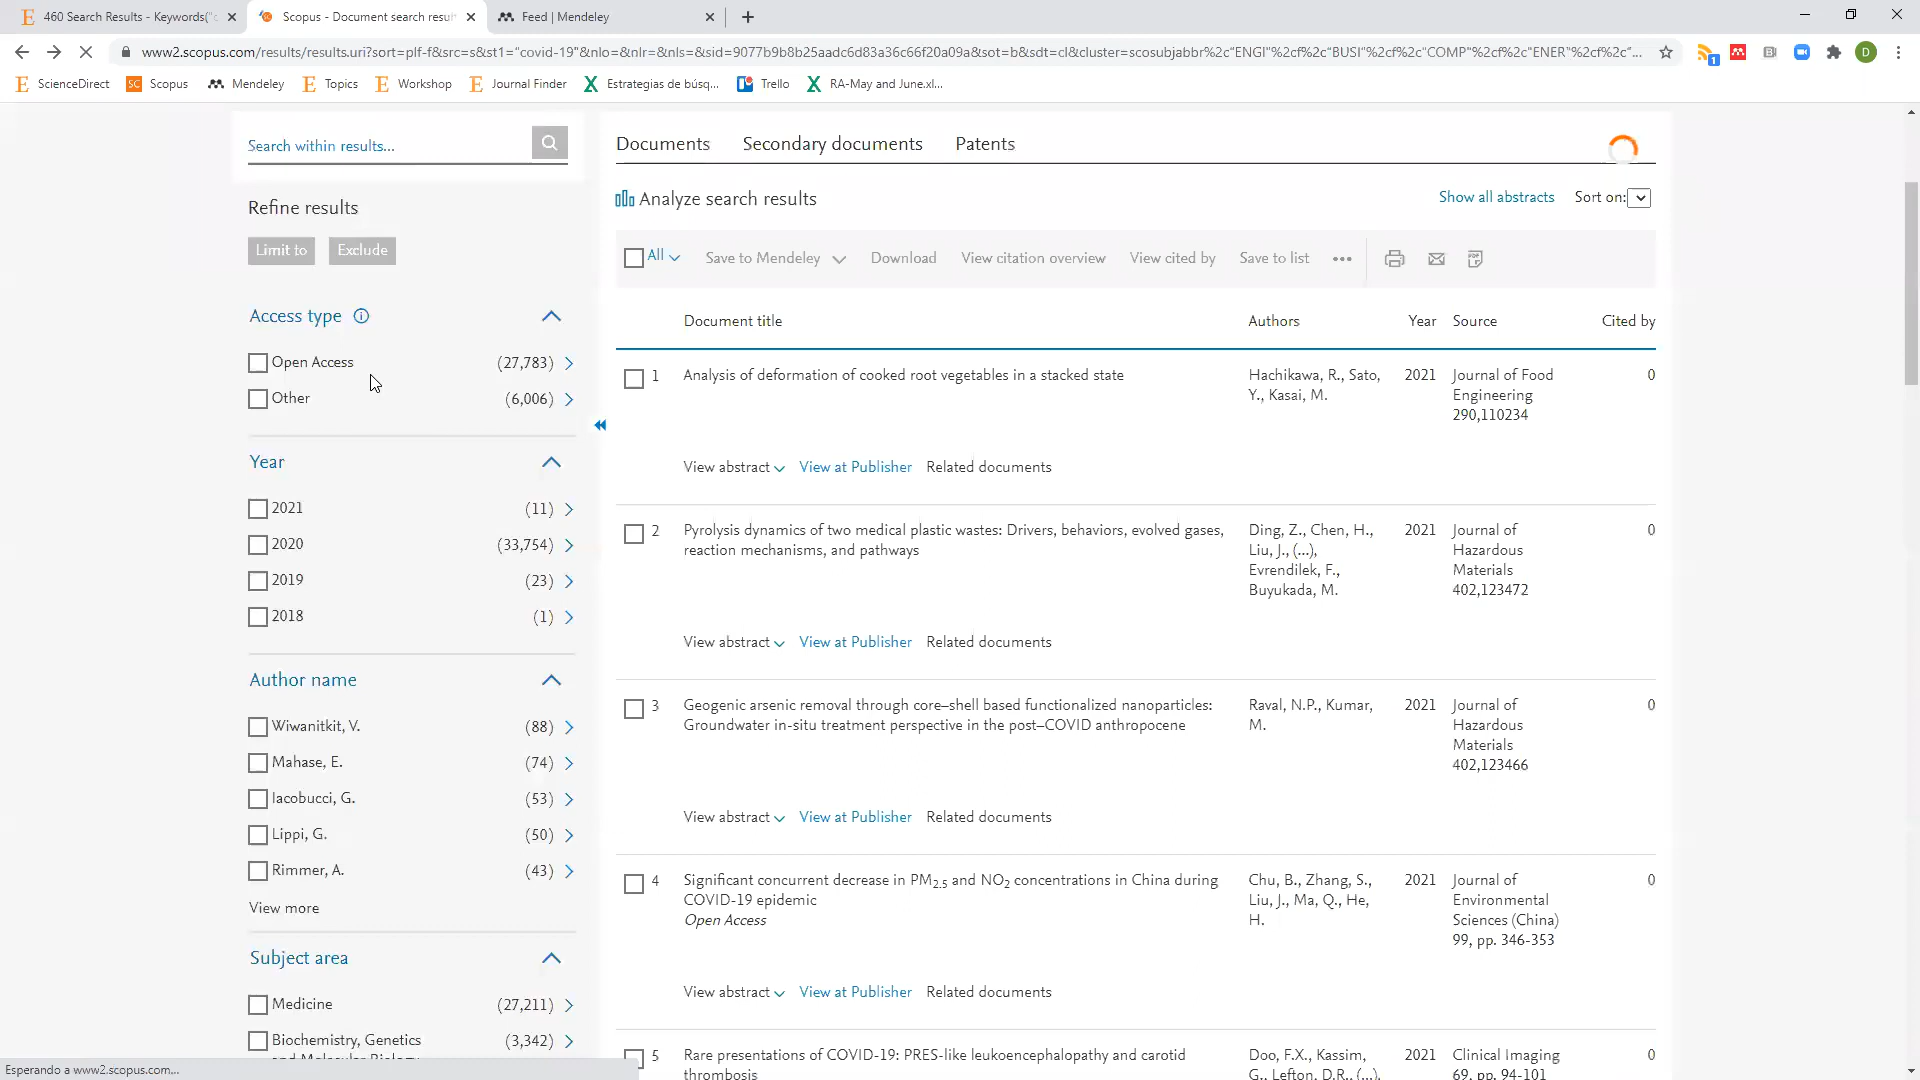 460 Search Results - Keywords("c
Scopus - Document search result
Feed | Mendeley
www2.scopus.com/results/results.uri?sort=plf-f&src=s&st1="covid-19"&nlo=&nlr=&nls=&sid=9077b9b8b25aadc6d83a36c66f20a09a&sot=b&sdt=cl&cluster=scosubjabbr%2c"ENGI"%2cf%2c"BUSI"%2cf%2c"COMP"%2cf%2c"ENER"%2cf%2c"...
ScienceDirect
Scopus
Mendeley
Topics
Workshop
Journal Finder
Estrategias de búsq...
Trello
RA-May and June.xl...
Search within results...
Refine results
Limit to
Exclude
Access type
Open Access (27,783)
Other (6,006)
Year
2021 (11)
2020 (33,754)
2019 (23)
2018 (1)
Author name
Wiwanitkit, V. (88)
Mahase, E. (74)
Iacobucci, G. (53)
Lippi, G. (50)
Rimmer, A. (43)
View more
Subject area
Medicine (27,211)
Biochemistry, Genetics (3,342)
and Molecular Biology
Documents
Secondary documents
Patents
Analyze search results
Show all abstracts
Sort on:
All
Save to Mendeley
Download
View citation overview
View cited by
Save to list
Document title
Authors
Year
Source
Cited by
1
Analysis of deformation of cooked root vegetables in a stacked state
Hachikawa, R., Sato,
Y., Kasai, M.
2021
Journal of Food
Engineering
290,110234
0
View abstract
View at Publisher
Related documents
2
Pyrolysis dynamics of two medical plastic wastes: Drivers, behaviors, evolved gases,
reaction mechanisms, and pathways
Ding, Z., Chen, H.,
Liu, J., (...),
Evrendilek, F.,
Buyukada, M.
2021
Journal of
Hazardous
Materials
402,123472
0
View abstract
View at Publisher
Related documents
3
Geogenic arsenic removal through core–shell based functionalized nanoparticles:
Groundwater in-situ treatment perspective in the post–COVID anthropocene
Raval, N.P., Kumar,
M.
2021
Journal of
Hazardous
Materials
402,123466
0
View abstract
View at Publisher
Related documents
4
Significant concurrent decrease in PM2.5 and NO2 concentrations in China during
COVID-19 epidemic
Open Access
Chu, B., Zhang, S.,
Liu, J., Ma, Q., He,
H.
2021
Journal of
Environmental
Sciences (China)
99, pp. 346-353
0
View abstract
View at Publisher
Related documents
5
Rare presentations of COVID-19: PRES-like leukoencephalopathy and carotid
thrombosis
Doo, F.X., Kassim,
G., Lefton, D.R., (...),
2021
Clinical Imaging
69, pp. 94-101
0
Esperando a www2.scopus.com...